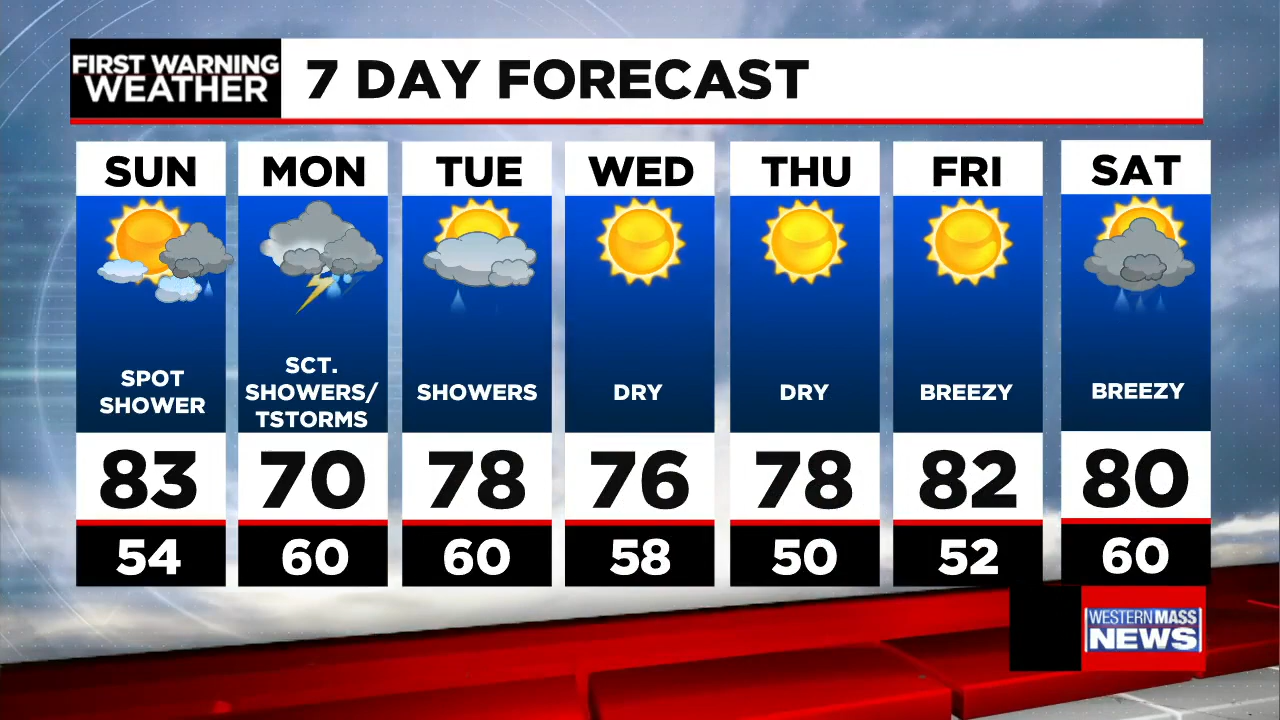 FIRST WARNING
WEATHER
7 DAY FORECAST
SUN
MON
TUE
WED
THU
FRI
SAT
SPOT
SHOWER
SCT.
SHOWERS/
TSTORMS
SHOWERS
DRY
DRY
BREEZY
BREEZY
83
70
78
76
78
82
80
54
60
60
58
50
52
60
WESTERN MASS
NEWS